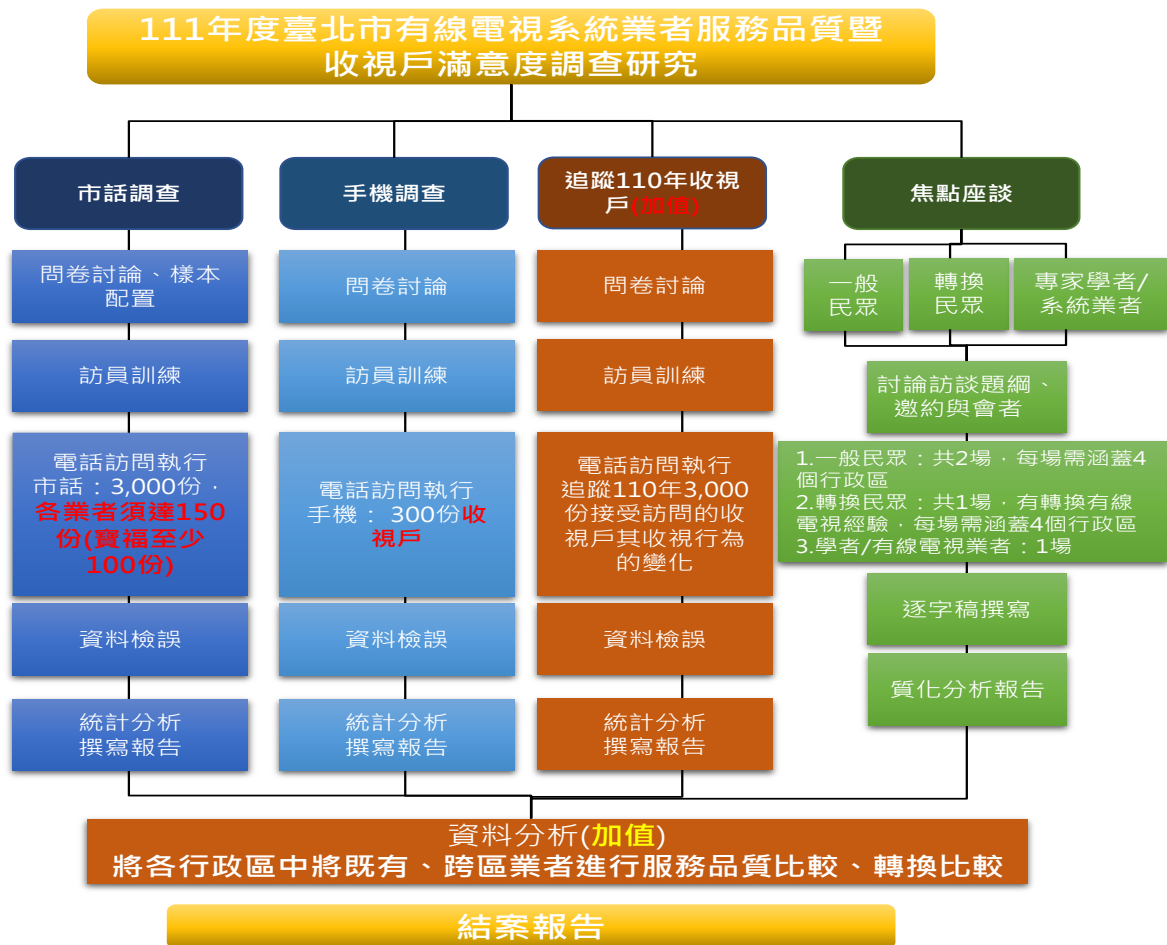 111年度臺北市有線電視系統業者服務品質暨
收視戶滿意度調查研究
市話調查
問卷討論、樣本
配置
訪員訓練
電話訪問執行
市話：3,000份，
各業者須達150
份(寶福至少
100份)
資料檢誤
統計分析
撰寫報告
手機調查
問卷討論
訪員訓練
電話訪問執行
手機： 300份收
視戶
資料檢誤
統計分析
撰寫報告
追蹤110年收視
戶(加值)
問卷討論
訪員訓練
電話訪問執行
追蹤110年3,000
份接受訪問的收
視戶其收視行為
的變化
資料檢誤
統計分析
撰寫報告
焦點座談
一般
民眾
轉換
民眾
專家學者/
系統業者
討論訪談題綱、
邀約與會者
1.一般民眾：共2場，每場需涵蓋4
個行政區
2.轉換民眾：共1場，有轉換有線
電視經驗，每場需涵蓋4個行政區
3.學者/有線電視業者：1場
逐字稿撰寫
質化分析報告
資料分析(加值)
將各行政區中將既有、跨區業者進行服務品質比較、轉換比較
結案報告